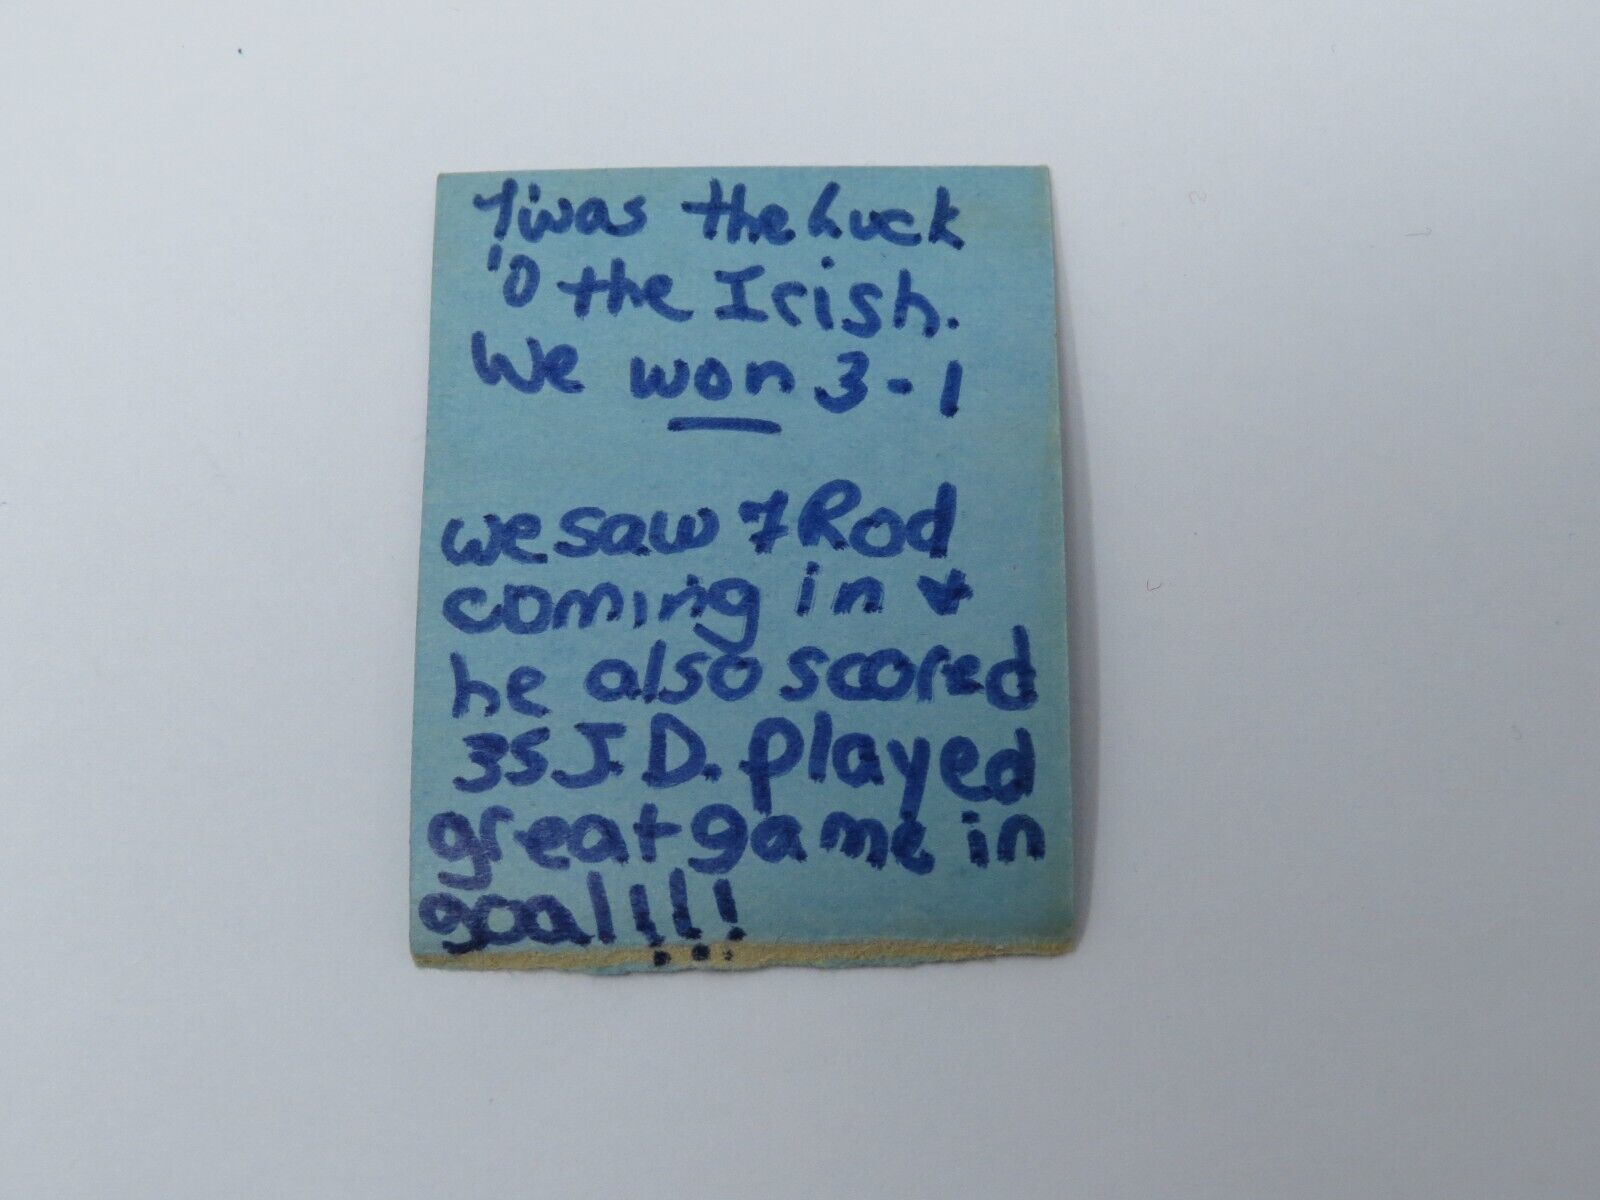 T'was the Luck
'O the Irish.
We won 3-1
we saw 7 Rod
coming in &
he also scored
35 J.D. played
great game in
goal!!!